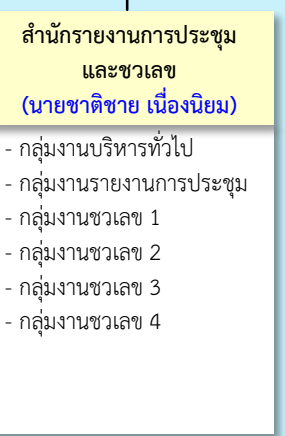 สำนักรายงานการประชุม
และชวเลข
(นายชาติชาย เนื่องนิยม)
- กลุ่มงานบริหารทั่วไป
- กลุ่มงานรายงานการประชุม
- กลุ่มงานชวเลข 1
- กลุ่มงานชวเลข 2
- กลุ่มงานชวเลข 3
- กลุ่มงานชวเลข 4